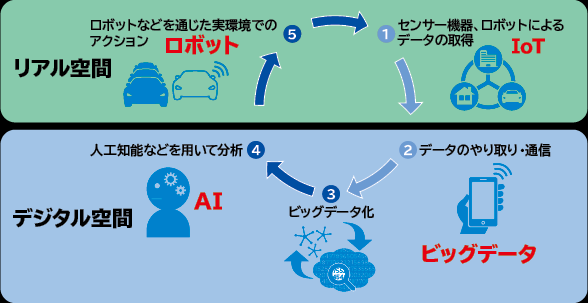 ロボットなどを通じた実環境での
アクション
ロボット
5
1
センサー機器、ロボットによる
データの取得
IoT
リアル空間
人工知能などを用いて分析
4
2
データのやり取り・通信
3
ビッグデータ化
AI
デジタル空間
ビッグデータ